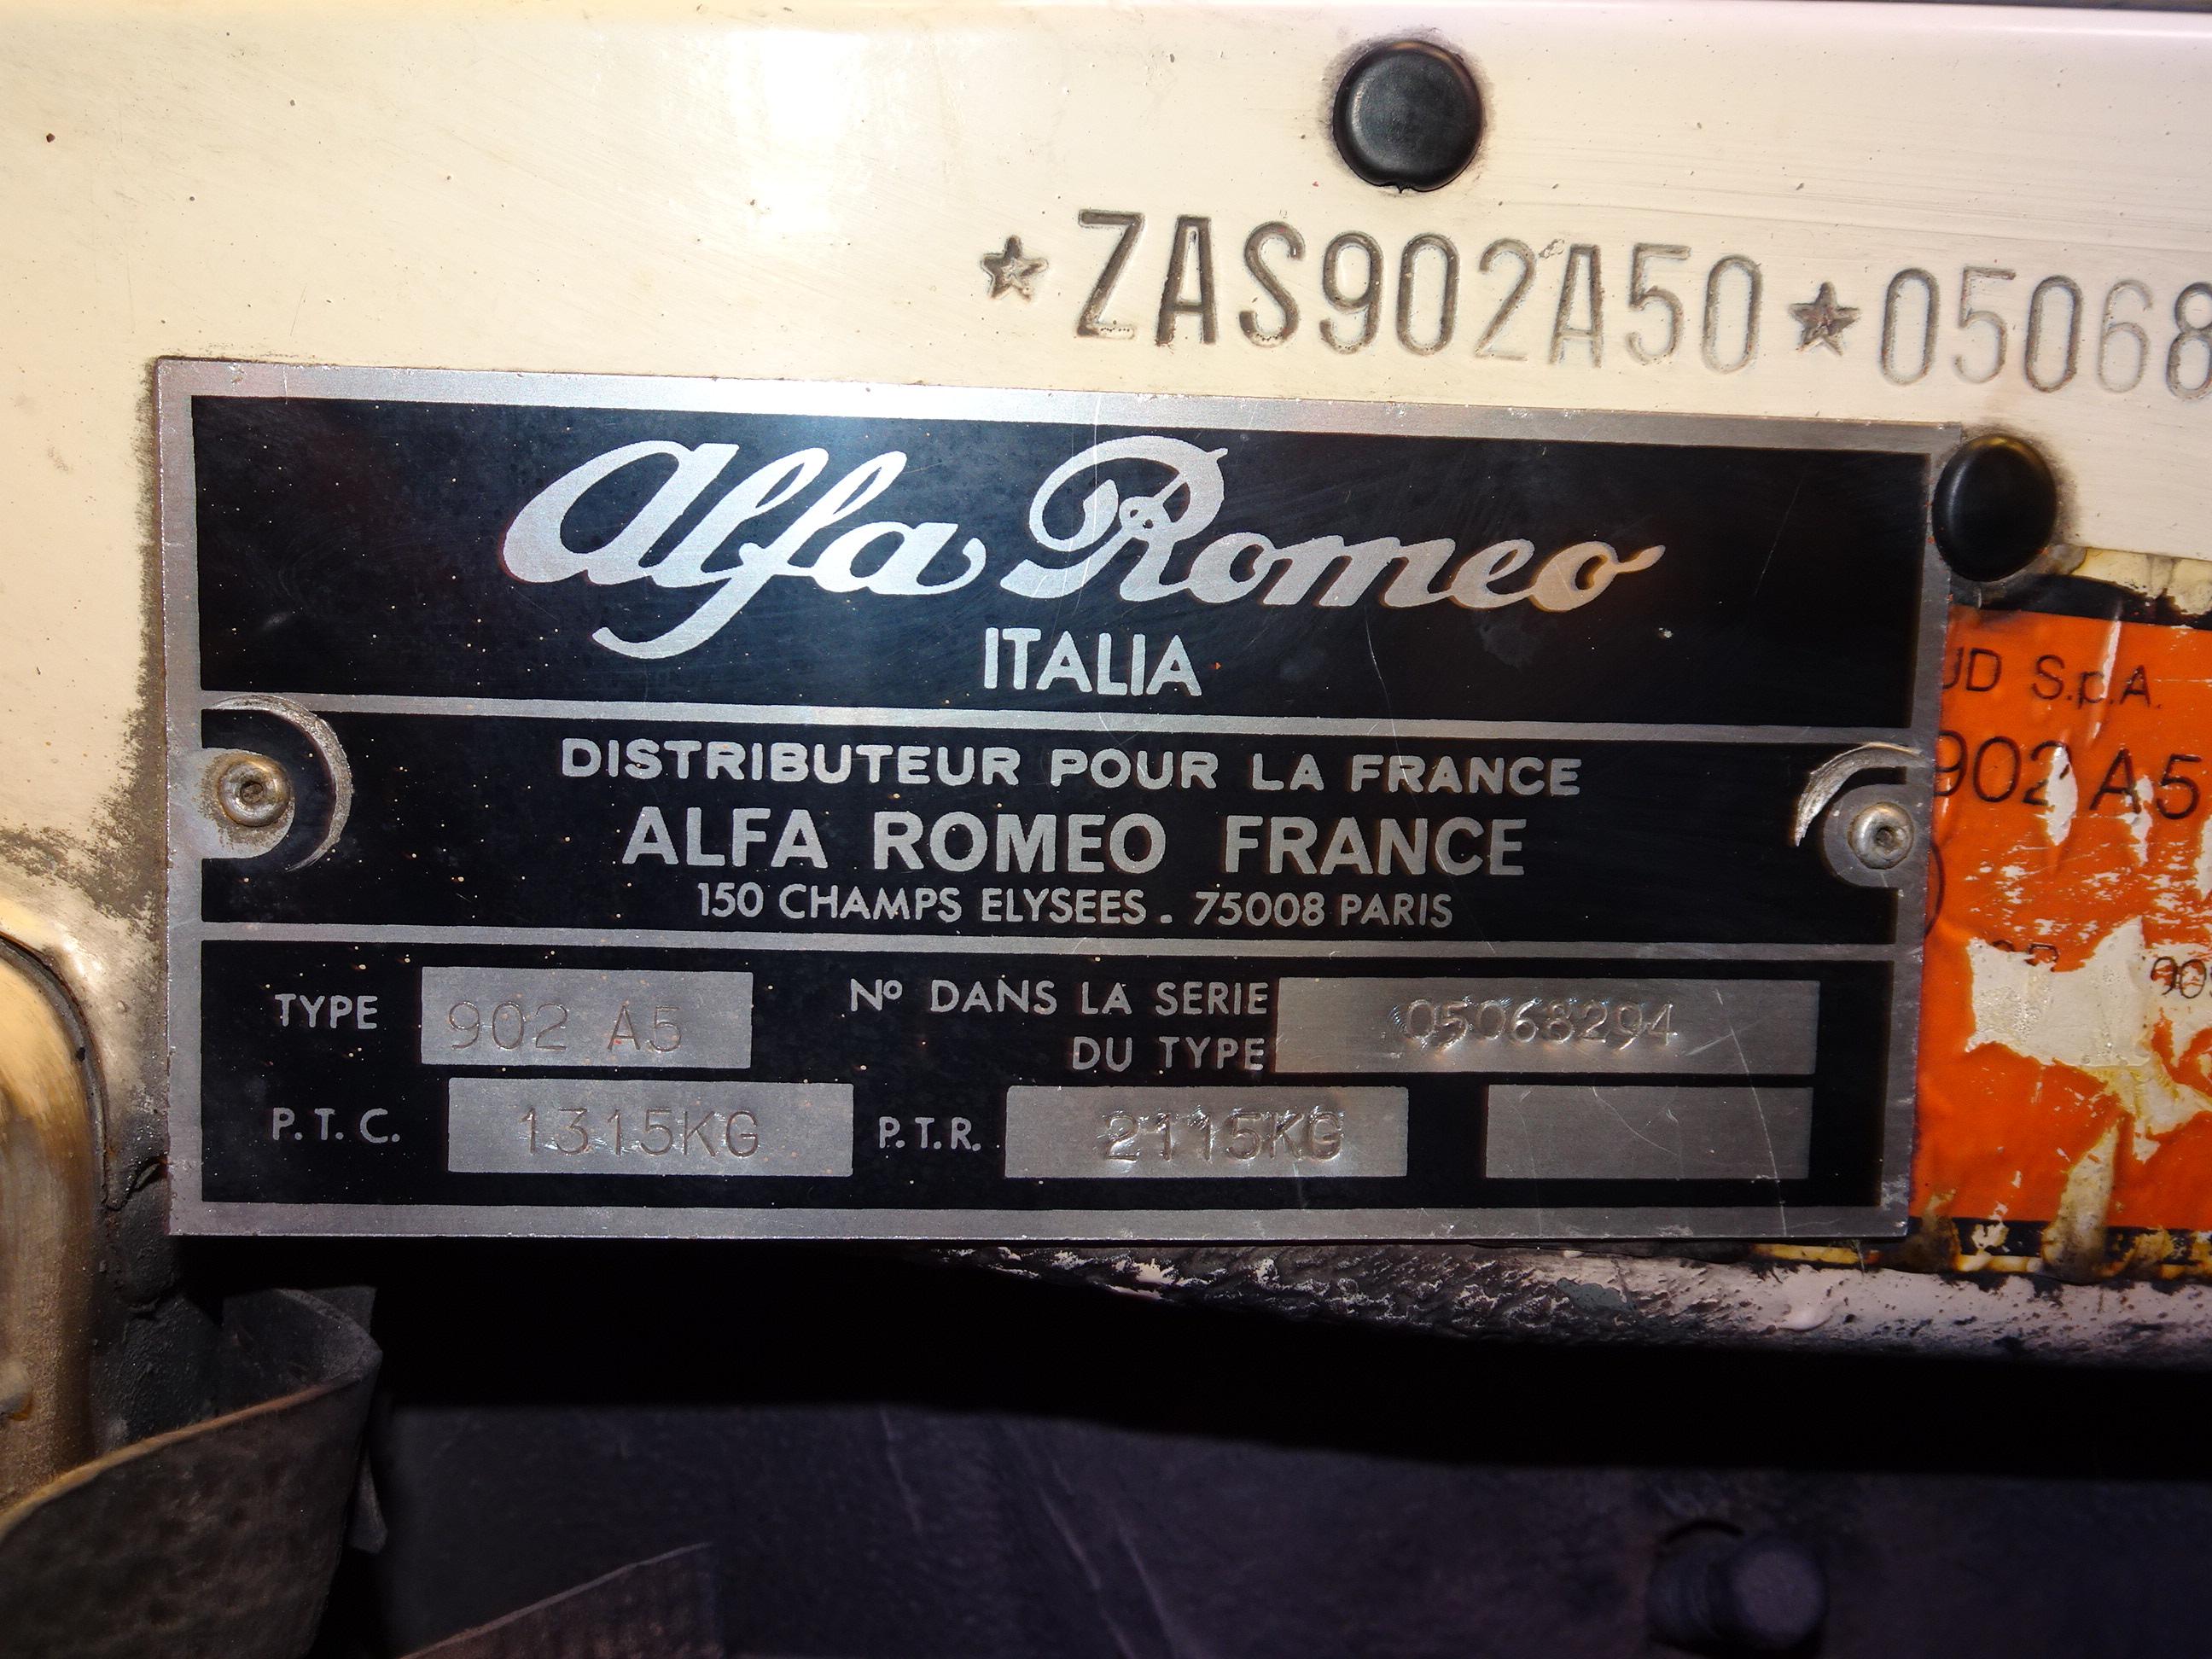 ★ZAS902A50★05068
Alfa Romeo
ITALIA
DISTRIBUTEUR POUR LA FRANCE
ALFA ROMEO FRANCE
150 CHAMPS ELYSEES . 75008 PARIS
TYPE 902 A5
N° DANS LA SERIE DU TYPE 05068294
P.T.C. 1315KG P.T.R. 2115KG
UD S.p.A.
902 A5